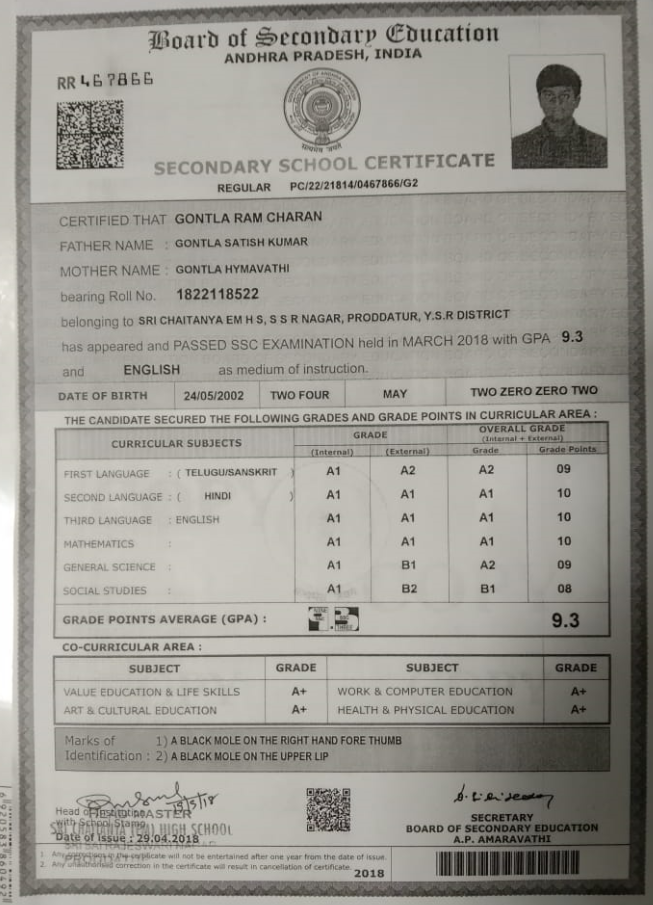 Board of Secondary Education
ANDHRA PRADESH, INDIA
RR 467866
SECONDARY SCHOOL CERTIFICATE
REGULAR PC/22/21814/0467866/G2
CERTIFIED THAT GONTLA RAM CHARAN
FATHER NAME : GONTLA SATISH KUMAR
MOTHER NAME : GONTLA HYMAVATHI
bearing Roll No. 1822118522
belonging to SRI CHAITANYA EM H S, S S R NAGAR, PRODDATUR, Y.S.R DISTRICT
has appeared and PASSED SSC EXAMINATION held in MARCH 2018 with GPA 9.3
and ENGLISH as medium of instruction.
DATE OF BIRTH 24/05/2002 TWO FOUR MAY TWO ZERO ZERO TWO
THE CANDIDATE SECURED THE FOLLOWING GRADES AND GRADE POINTS IN CURRICULAR AREA :
CURRICULAR SUBJECTS GRADE OVERALL GRADE
(Internal + External)
(Internal) (External) Grade Grade Points
FIRST LANGUAGE : ( TELUGU/SANSKRIT ) A1 A2 A2 09
SECOND LANGUAGE : ( HINDI ) A1 A1 A1 10
THIRD LANGUAGE : ENGLISH A1 A1 A1 10
MATHEMATICS : A1 A1 A1 10
GENERAL SCIENCE : A1 B1 A2 09
SOCIAL STUDIES : A1 B2 B1 08
GRADE POINTS AVERAGE (GPA) : 9.3
CO-CURRICULAR AREA :
SUBJECT GRADE SUBJECT GRADE
VALUE EDUCATION & LIFE SKILLS A+ WORK & COMPUTER EDUCATION A+
ART & CULTURAL EDUCATION A+ HEALTH & PHYSICAL EDUCATION A+
Marks of 1) A BLACK MOLE ON THE RIGHT HAND FORE THUMB
Identification : 2) A BLACK MOLE ON THE UPPER LIP
Head of Institution
with School Stamp
HIGH SCHOOL
Date of Issue : 29.04.2018
SECRETARY
BOARD OF SECONDARY EDUCATION
A.P. AMARAVATHI
1. Any in the certificate will not be entertained after one year from the date of issue.
2. Any unauthorised correction in the certificate will result in cancellation of certificate.
2018